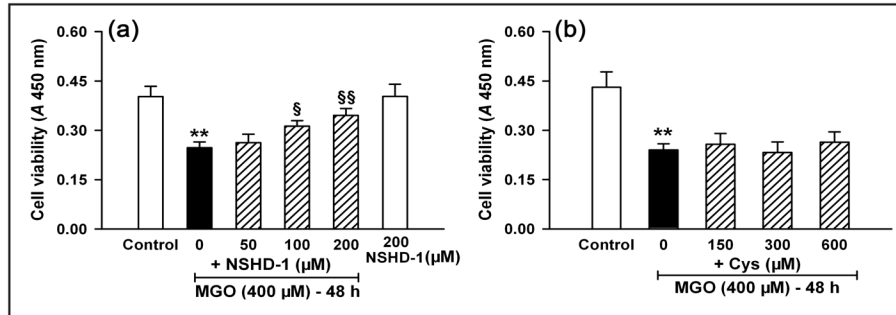 (a)
Cell viability (A 450 nm)
0.60
0.45
0.30
0.15
0.00
**
§
§§
Control 0 50 100 200 200
+ NSHD-1 (µM) NSHD-1(µM)
MGO (400 µM) - 48 h
(b)
Cell viability (A 450 nm)
0.60
0.45
0.30
0.15
0.00
**
Control 0 150 300 600
+ Cys (µM)
MGO (400 µM) - 48 h